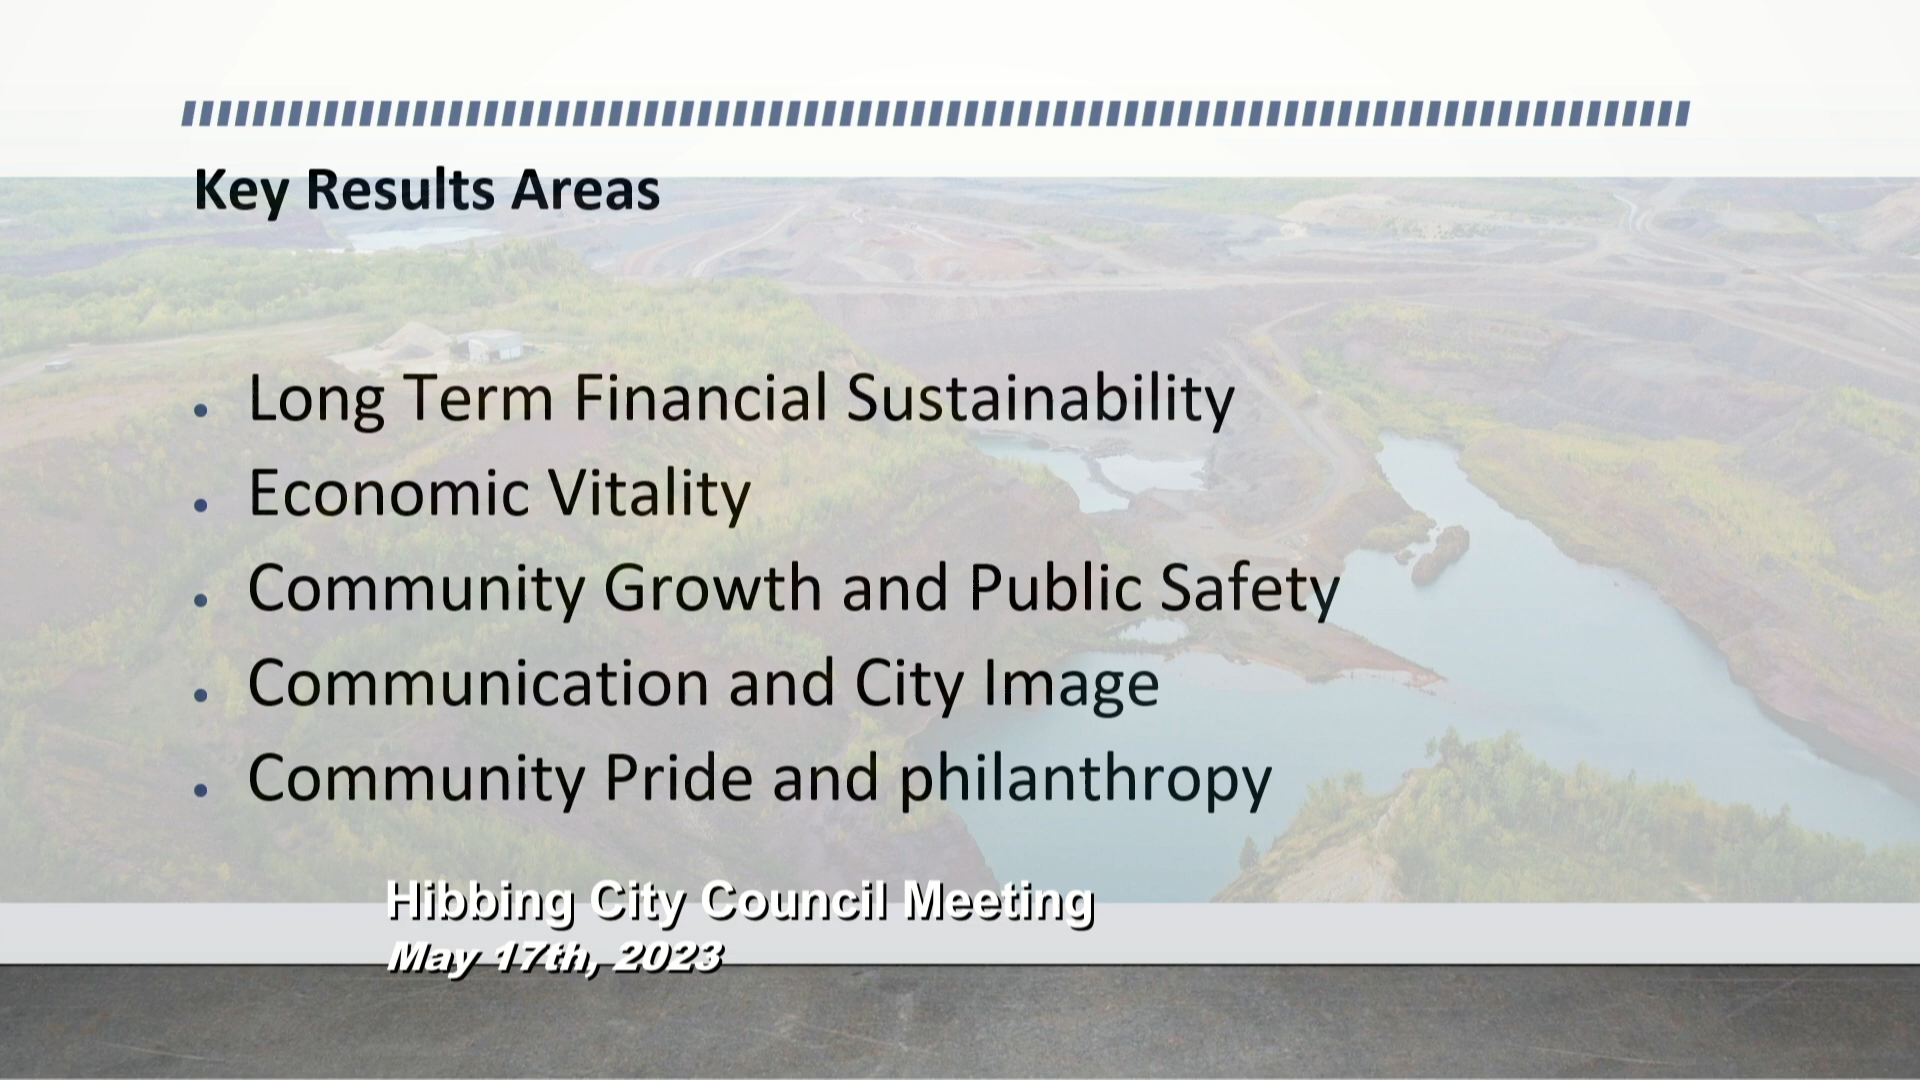 Key Results Areas
• Long Term Financial Sustainability
• Economic Vitality
• Community Growth and Public Safety
• Communication and City Image
• Community Pride and philanthropy
Hibbing City Council Meeting
May 17th, 2023